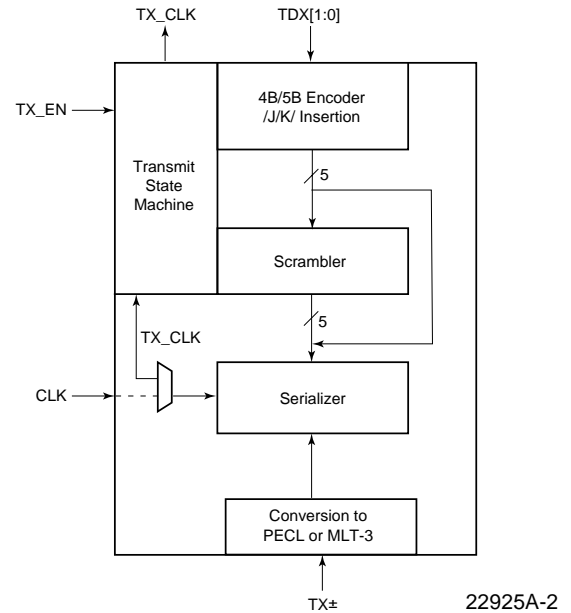 TX_CLK
TDX[1:0]
4B/5B Encoder
/J/K/ Insertion
TX_EN
Transmit
State
Machine
5
Scrambler
5
TX_CLK
CLK
Serializer
Conversion to
PECL or MLT-3
TX±
22925A-2